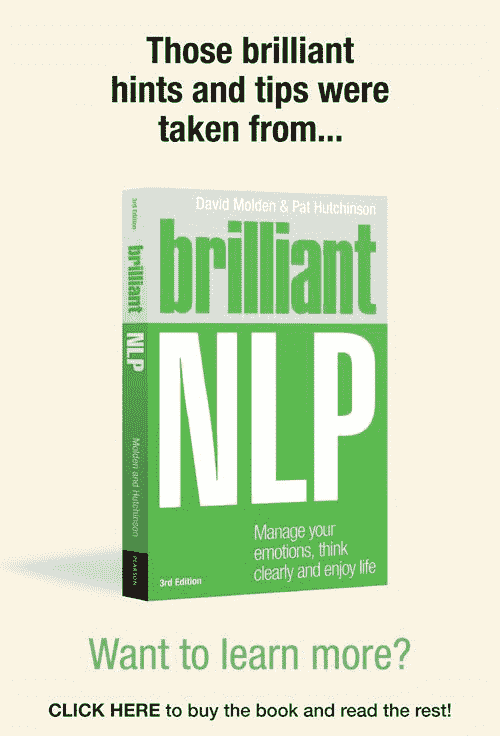 Those brilliant
hints and tips were
taken from...
3rd Edition
brilliant
NLP
Molden and Hutchinson
PEARSON
David Molden & Pat Hutchinson
brilliant
NLP
Manage your
emotions, think
clearly and enjoy life
3rd Edition
Want to learn more?
CLICK HERE to buy the book and read the rest!